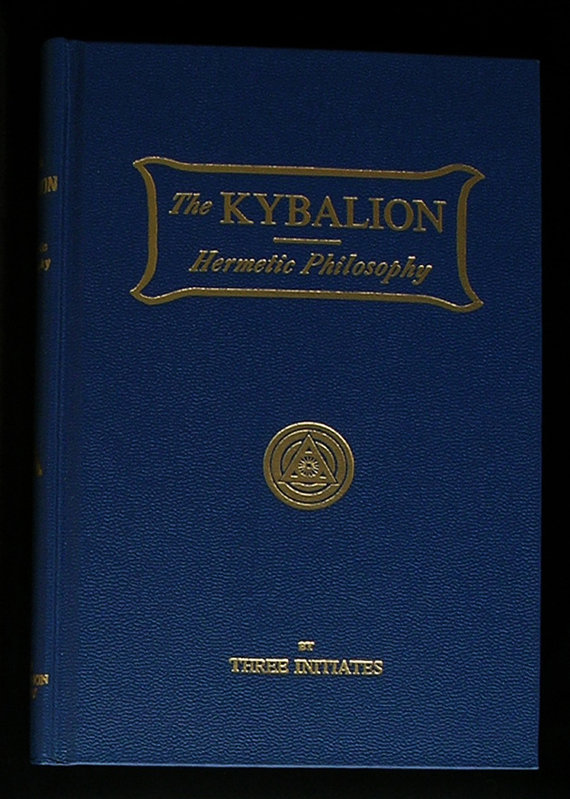 The KYBALION
Hermetic Philosophy
BY
THREE INITIATES